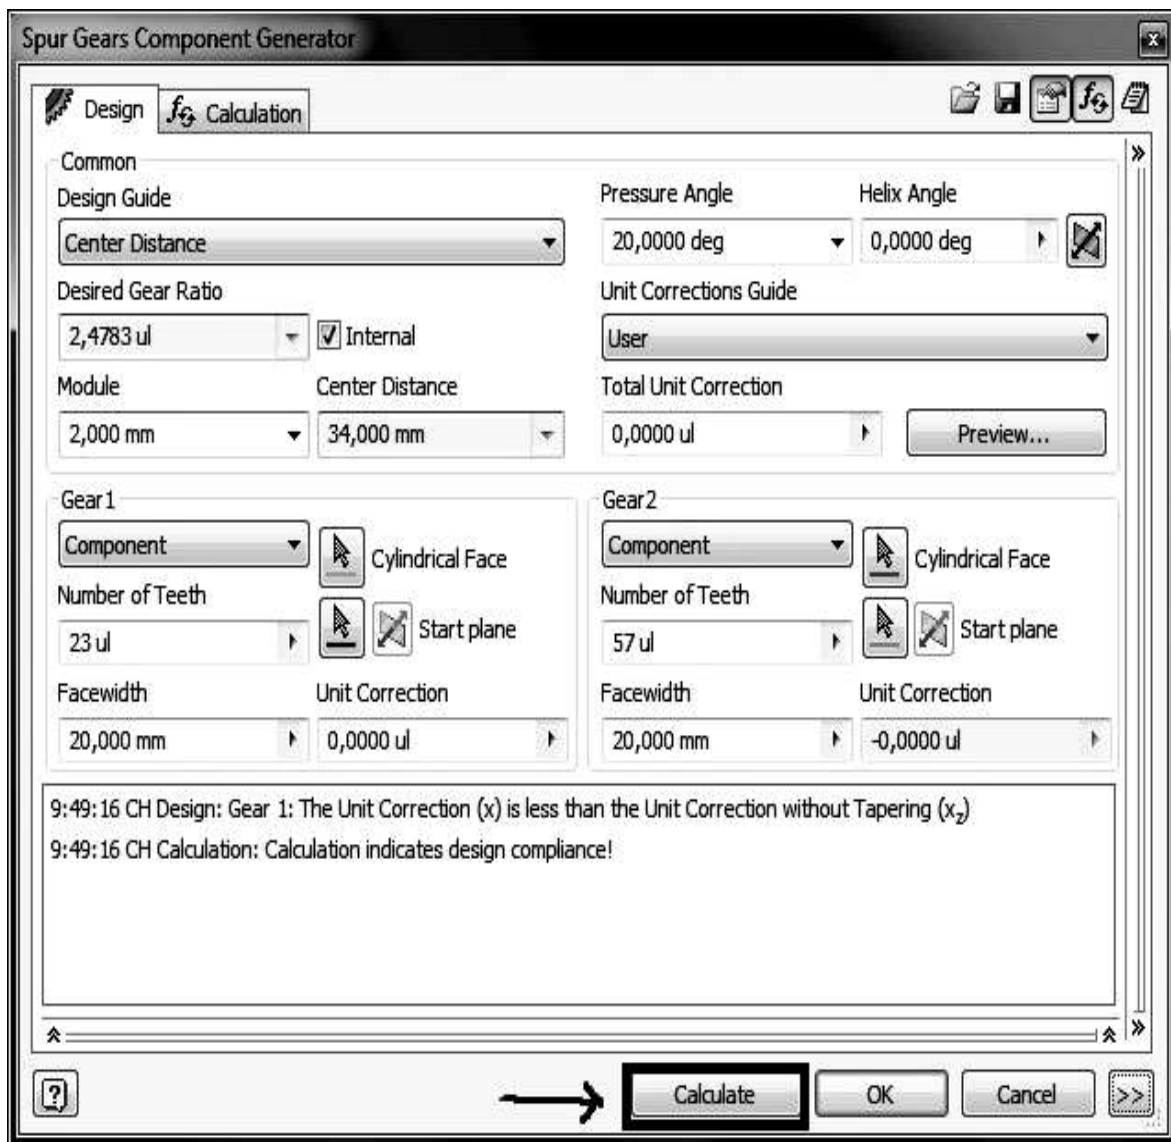 Spur Gears Component Generator
Design
Calculation
Common
Design Guide
Pressure Angle
Helix Angle
Center Distance
20,0000 deg
0,0000 deg
Desired Gear Ratio
Unit Corrections Guide
2,4783 ul
Internal
User
Module
Center Distance
Total Unit Correction
2,000 mm
34,000 mm
0,0000 ul
Preview...
Gear1
Component
Cylindrical Face
Number of Teeth
Start plane
23 ul
Facewidth
Unit Correction
20,000 mm
0,0000 ul
Gear2
Component
Cylindrical Face
Number of Teeth
Start plane
57 ul
Facewidth
Unit Correction
20,000 mm
-0,0000 ul
9:49:16 CH Design: Gear 1: The Unit Correction (x) is less than the Unit Correction without Tapering (xz)
9:49:16 CH Calculation: Calculation indicates design compliance!
Calculate
OK
Cancel
>>